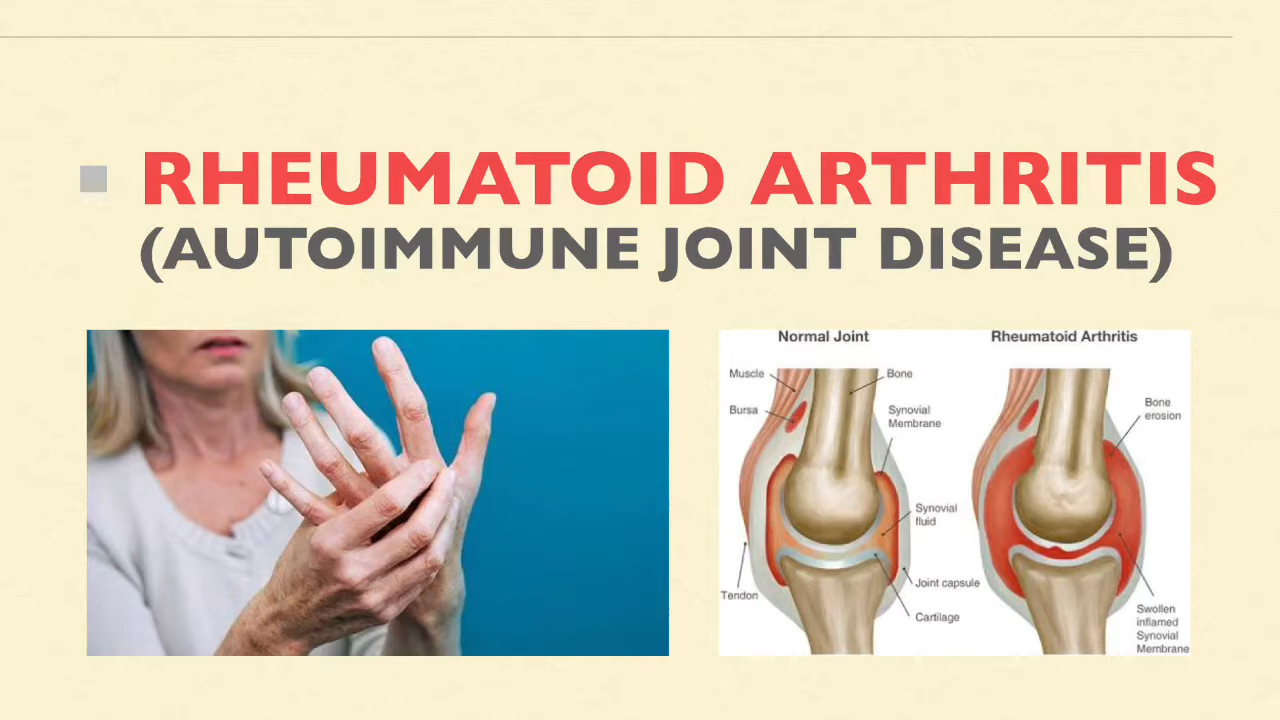 RHEUMATOID ARTHRITIS
(AUTOIMMUNE JOINT DISEASE)
Normal Joint
Muscle
Bone
Bursa
Synovial
Membrane
Synovial
fluid
Joint capsule
Tendon
Cartilage
Rheumatoid Arthritis
Bone
erosion
Swollen
inflamed
Synovial
Membrane